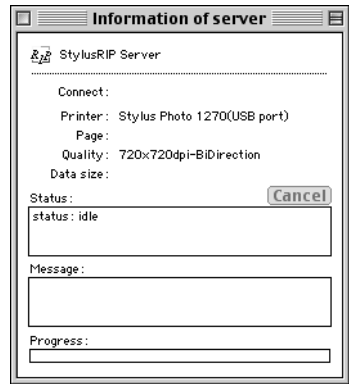 Information of server
RIP StylusRIP Server
Connect:
Printer: Stylus Photo 1270(USB port)
Page:
Quality: 720x720dpi-BiDirection
Data size:
Status: Cancel
status: idle
Message:
Progress: